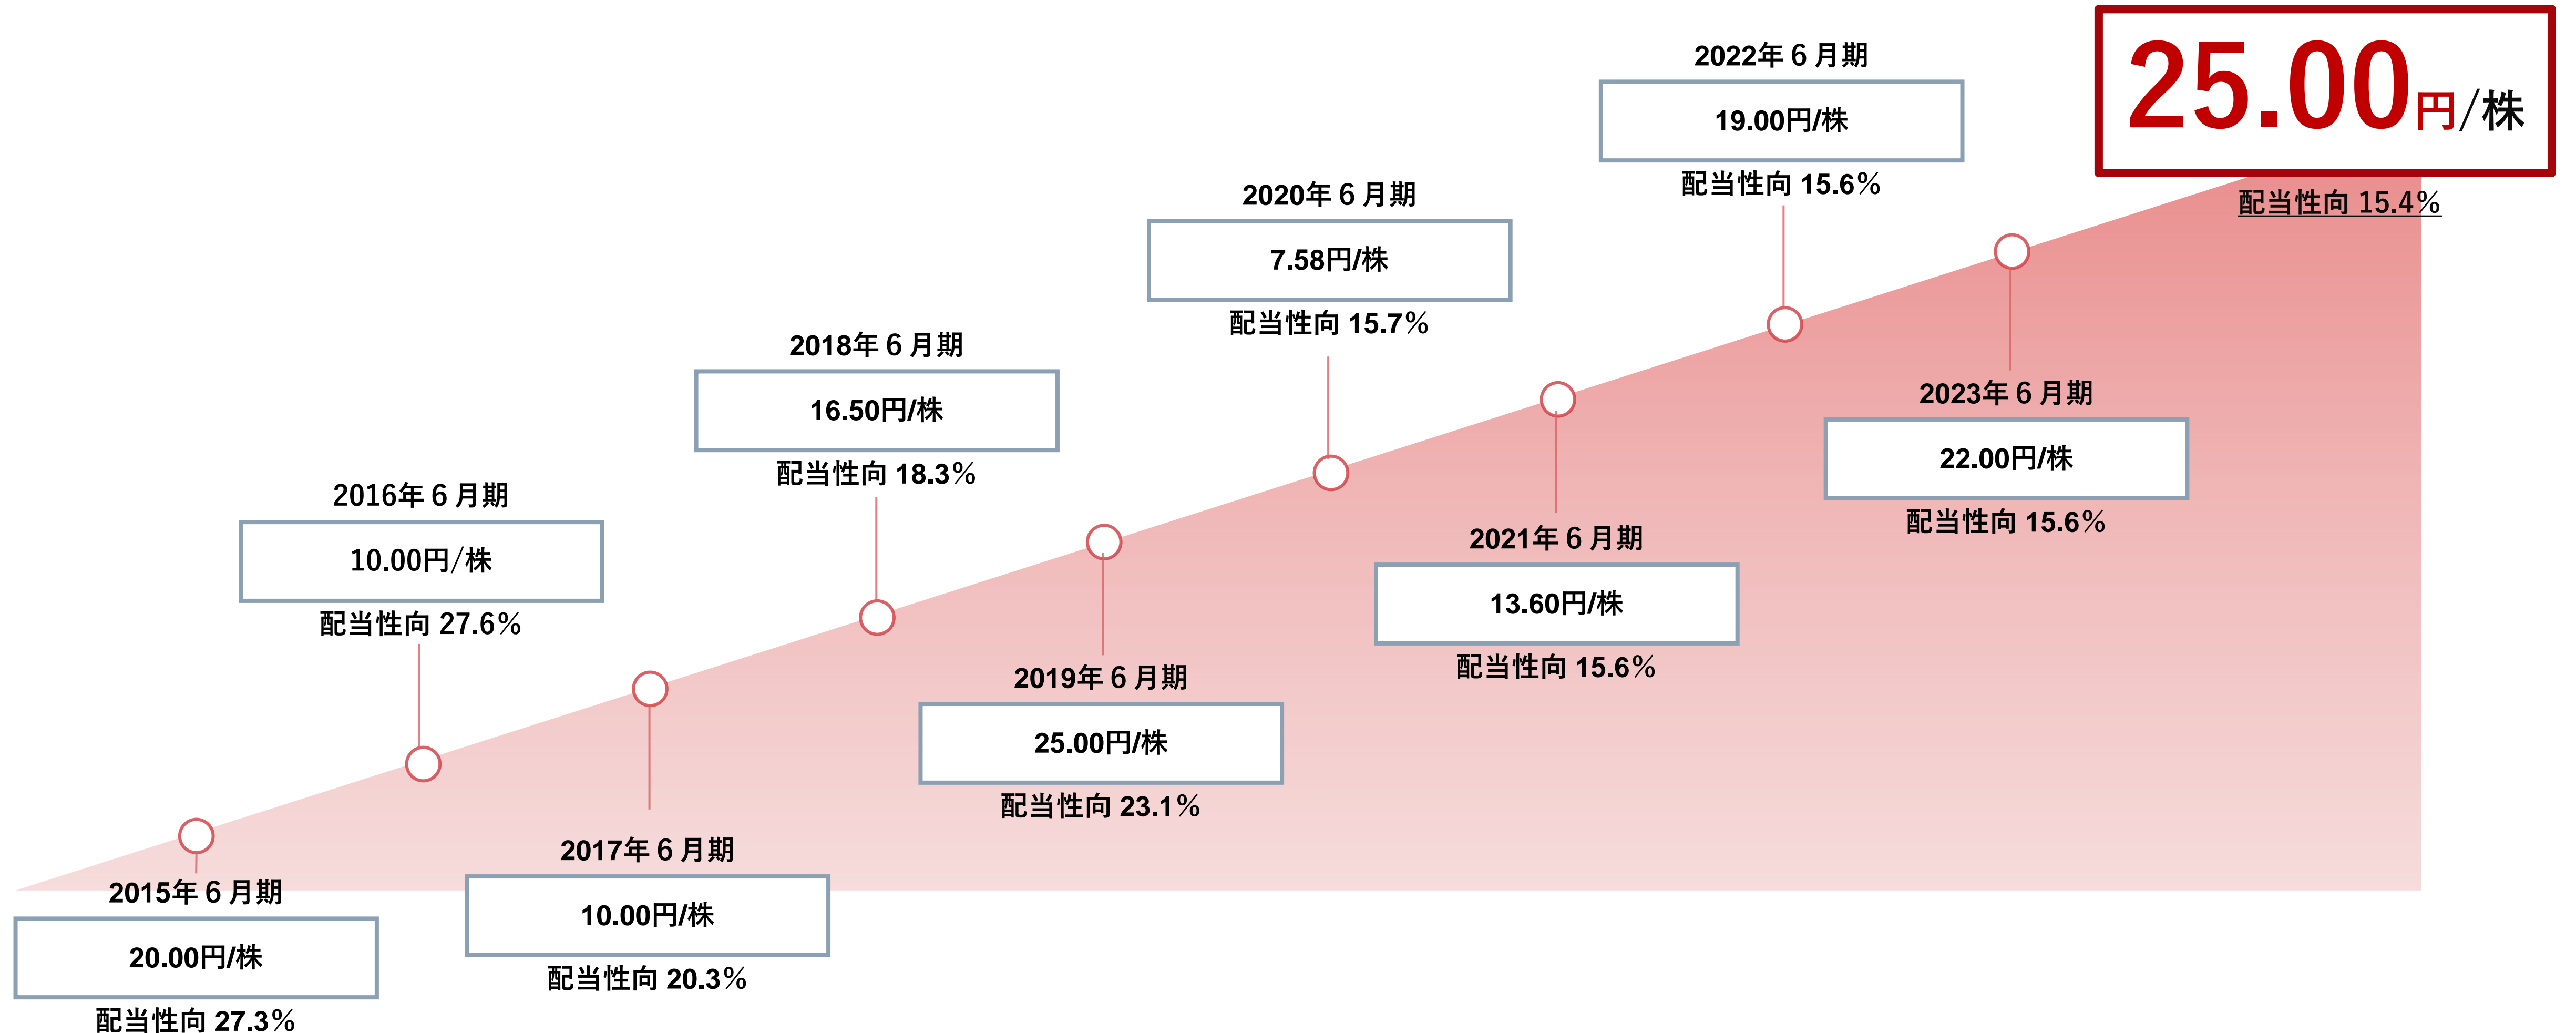 2015年６月期
20.00円/株
配当性向 27.3%
2016年６月期
10.00円/株
配当性向 27.6%
2017年６月期
10.00円/株
配当性向 20.3%
2018年６月期
16.50円/株
配当性向 18.3%
2019年６月期
25.00円/株
配当性向 23.1%
2020年６月期
7.58円/株
配当性向 15.7%
2021年６月期
13.60円/株
配当性向 15.6%
2022年６月期
19.00円/株
配当性向 15.6%
2023年６月期
22.00円/株
配当性向 15.6%
25.00円/株
配当性向 15.4%